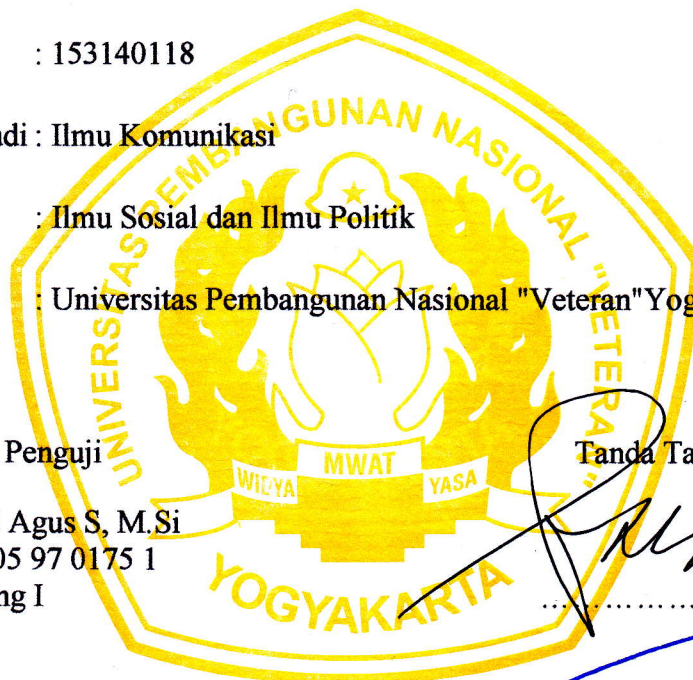 : 153140118
di : Ilmu Komunikasi
: Ilmu Sosial dan Ilmu Politik
: Universitas Pembangunan Nasional "Veteran"Yog
Penguji
Tanda Ta
Agus S, M.Si
05 97 0175 1
ng I
UNIVERSITAS PEMBANGUNAN NASIONAL "VETERAN"
WIDYA MWAT YASA
YOGYAKARTA